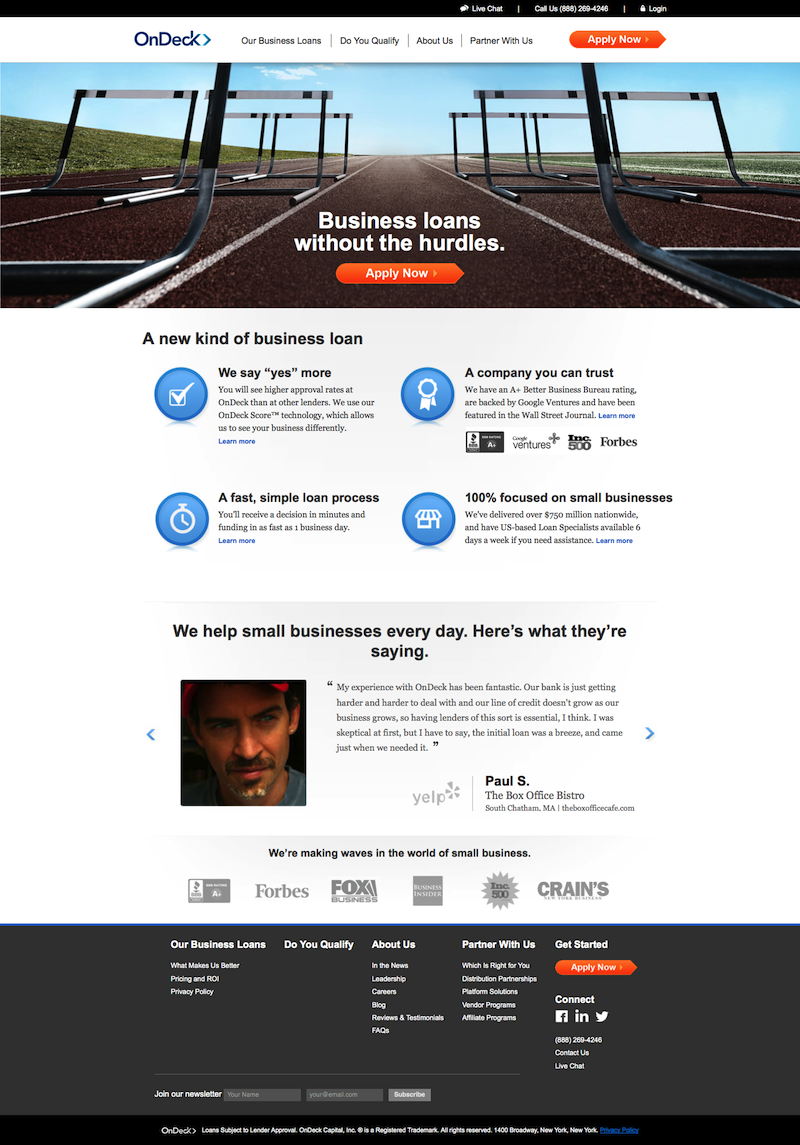 Live Chat | Call Us (888) 269-4246 | Login
OnDeck
Our Business Loans
Do You Qualify
About Us
Partner With Us
Apply Now
Business loans
without the hurdles.
Apply Now
A new kind of business loan
We say “yes” more
You will see higher approval rates at
OnDeck than at other lenders. We use our
OnDeck Score™ technology, which allows
us to see your business differently.
Learn more
A company you can trust
We have an A+ Better Business Bureau rating,
are backed by Google Ventures and have been
featured in the Wall Street Journal. Learn more
BBB RATING
A+
Google
ventures
Inc.
500
Forbes
A fast, simple loan process
You'll receive a decision in minutes and
funding in as fast as 1 business day.
Learn more
100% focused on small businesses
We've delivered over $750 million nationwide,
and have US-based Loan Specialists available 6
days a week if you need assistance. Learn more
We help small businesses every day. Here’s what they’re
saying.
“ My experience with OnDeck has been fantastic. Our bank is just getting
harder and harder to deal with and our line of credit doesn't grow as our
business grows, so having lenders of this sort is essential, I think. I was
skeptical at first, but I have to say, the initial loan was a breeze, and came
just when we needed it. ”
yelp
Paul S.
The Box Office Bistro
South Chatham, MA | theboxofficecafe.com
We’re making waves in the world of small business.
BBB RATING
A+
Forbes
FOX
BUSINESS
BUSINESS
INSIDER
Inc.
500
CRAIN'S
NEW YORK BUSINESS
Our Business Loans
What Makes Us Better
Pricing and ROI
Privacy Policy
Do You Qualify
About Us
In the News
Leadership
Careers
Blog
Reviews & Testimonials
FAQs
Partner With Us
Which Is Right for You
Distribution Partnerships
Platform Solutions
Vendor Programs
Affiliate Programs
Get Started
Apply Now
Connect
(888) 269-4246
Contact Us
Live Chat
Join our newsletter
Your Name
your@email.com
Subscribe
OnDeck Loans Subject to Lender Approval. OnDeck Capital, Inc. ® is a Registered Trademark. All rights reserved. 1400 Broadway, New York, New York. Privacy Policy